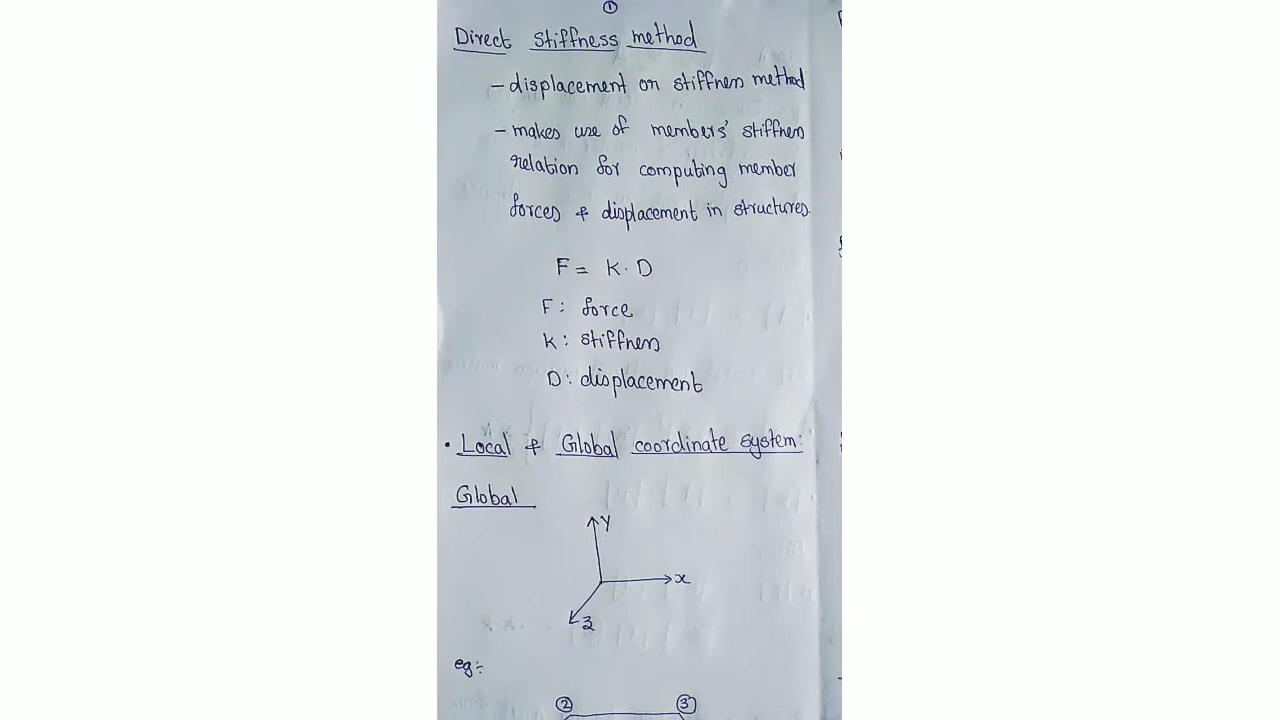 ①
Direct stiffness method
- displacement or stiffness method
- makes use of members' stiffness
relation for computing member
forces & displacement in structures.
F = K · D
F : force
K : stiffness
D : displacement
• Local & Global coordinate system:
Global
Y
x
z
eg:-
② ③